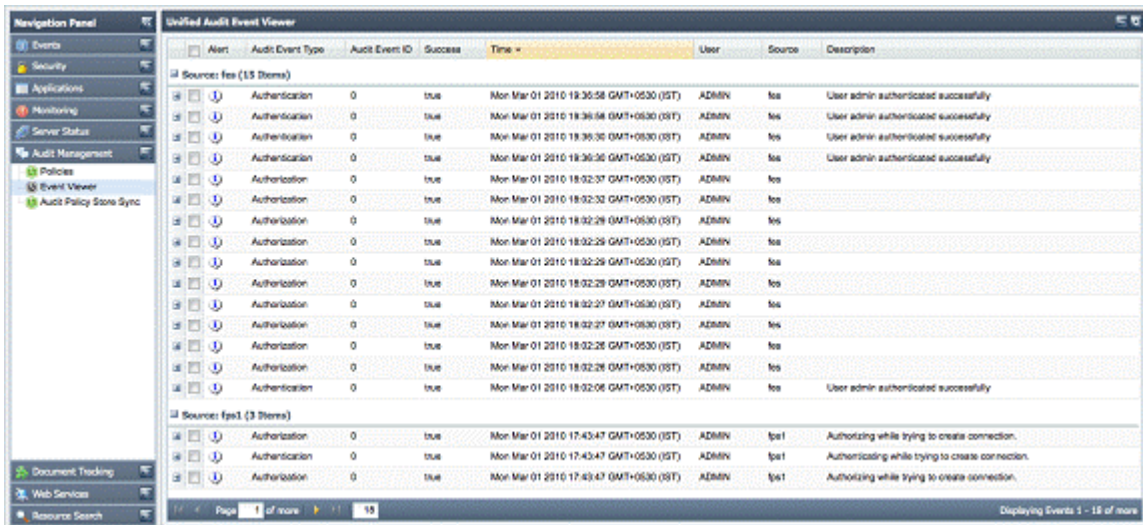 Navigation Panel
Events
Security
Applications
Monitoring
Server Status
Audit Management
Policies
Event Viewer
Audit Policy Store Sync
Document Tracking
Web Services
Resource Search
Unified Audit Event Viewer
Alert Audit Event Type Audit Event ID Success Time User Source Description
Source: fes (15 Items)
Authentication 0 true Mon Mar 01 2010 19:36:58 GMT+0530 (IST) ADMIN fes User admin authenticated successfully
Authentication 0 true Mon Mar 01 2010 19:36:58 GMT+0530 (IST) ADMIN fes User admin authenticated successfully
Authentication 0 true Mon Mar 01 2010 19:36:30 GMT+0530 (IST) ADMIN fes User admin authenticated successfully
Authentication 0 true Mon Mar 01 2010 19:36:30 GMT+0530 (IST) ADMIN fes User admin authenticated successfully
Authorization 0 true Mon Mar 01 2010 18:02:37 GMT+0530 (IST) ADMIN fes
Authorization 0 true Mon Mar 01 2010 18:02:32 GMT+0530 (IST) ADMIN fes
Authorization 0 true Mon Mar 01 2010 18:02:29 GMT+0530 (IST) ADMIN fes
Authorization 0 true Mon Mar 01 2010 18:02:29 GMT+0530 (IST) ADMIN fes
Authorization 0 true Mon Mar 01 2010 18:02:29 GMT+0530 (IST) ADMIN fes
Authorization 0 true Mon Mar 01 2010 18:02:29 GMT+0530 (IST) ADMIN fes
Authorization 0 true Mon Mar 01 2010 18:02:27 GMT+0530 (IST) ADMIN fes
Authorization 0 true Mon Mar 01 2010 18:02:27 GMT+0530 (IST) ADMIN fes
Authorization 0 true Mon Mar 01 2010 18:02:26 GMT+0530 (IST) ADMIN fes
Authorization 0 true Mon Mar 01 2010 18:02:26 GMT+0530 (IST) ADMIN fes
Authentication 0 true Mon Mar 01 2010 18:02:06 GMT+0530 (IST) ADMIN fes User admin authenticated successfully
Source: fps1 (3 Items)
Authorization 0 true Mon Mar 01 2010 17:43:47 GMT+0530 (IST) ADMIN fps1 Authorizing while trying to create connection.
Authentication 0 true Mon Mar 01 2010 17:43:47 GMT+0530 (IST) ADMIN fps1 Authenticating while trying to create connection.
Authorization 0 true Mon Mar 01 2010 17:43:47 GMT+0530 (IST) ADMIN fps1 Authorizing while trying to create connection.
Page 1 of more 18 Displaying Events 1 - 18 of more